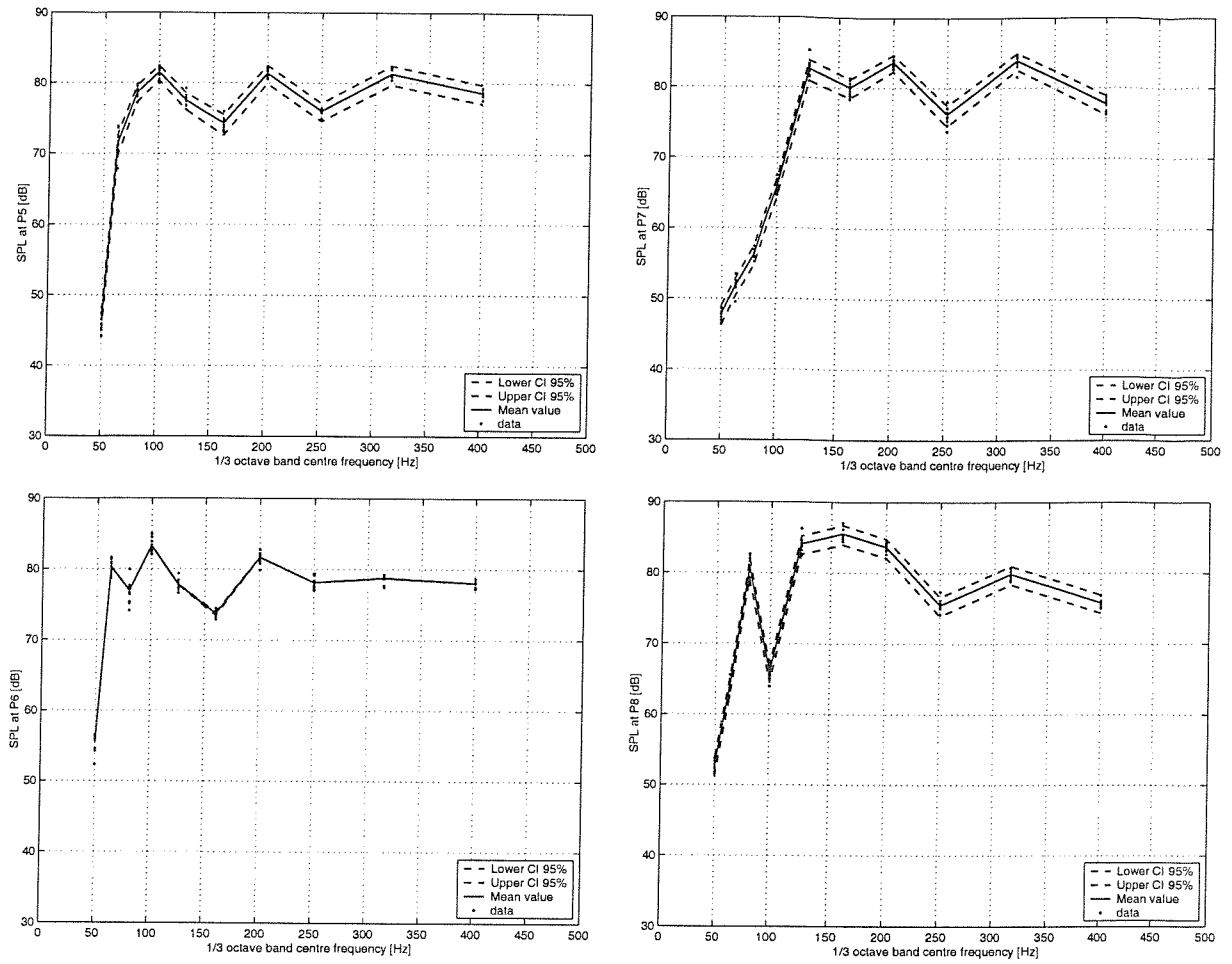 90
80
70
60
50
40
30
SPL at P5 [dB]
0 50 100 150 200 250 300 350 400 450 500
1/3 octave band centre frequency [Hz]
Lower CI 95%
Upper CI 95%
Mean value
data
90
80
70
60
50
40
30
SPL at P7 [dB]
0 50 100 150 200 250 300 350 400 450 500
1/3 octave band centre frequency [Hz]
Lower CI 95%
Upper CI 95%
Mean value
data
90
80
70
60
50
40
30
SPL at P6 [dB]
0 50 100 150 200 250 300 350 400 450 500
1/3 octave band centre frequency [Hz]
Lower CI 95%
Upper CI 95%
Mean value
data
90
80
70
60
50
40
30
SPL at P8 [dB]
0 50 100 150 200 250 300 350 400 450 500
1/3 octave band centre frequency [Hz]
Lower CI 95%
Upper CI 95%
Mean value
data